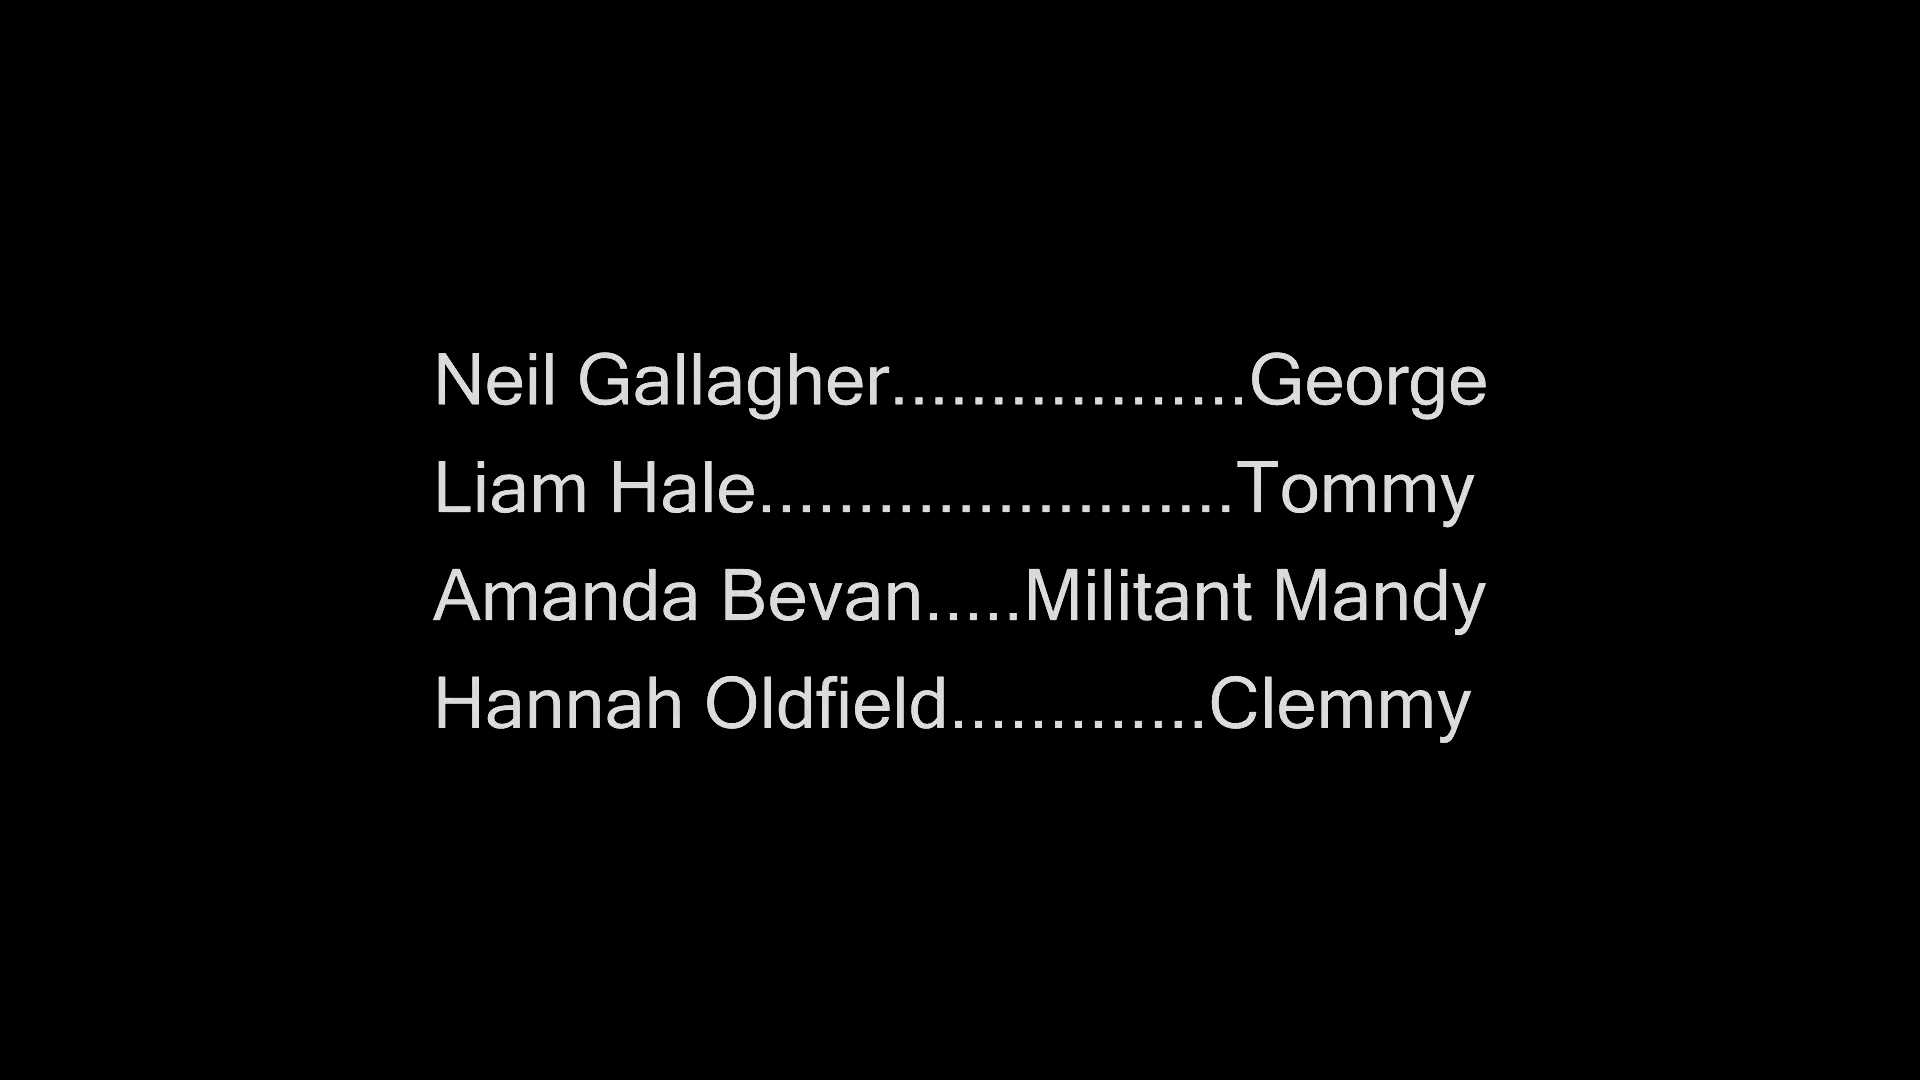 Neil Gallagher..................George
Liam Hale........................Tommy
Amanda Bevan.....Militant Mandy
Hannah Oldfield.............Clemmy